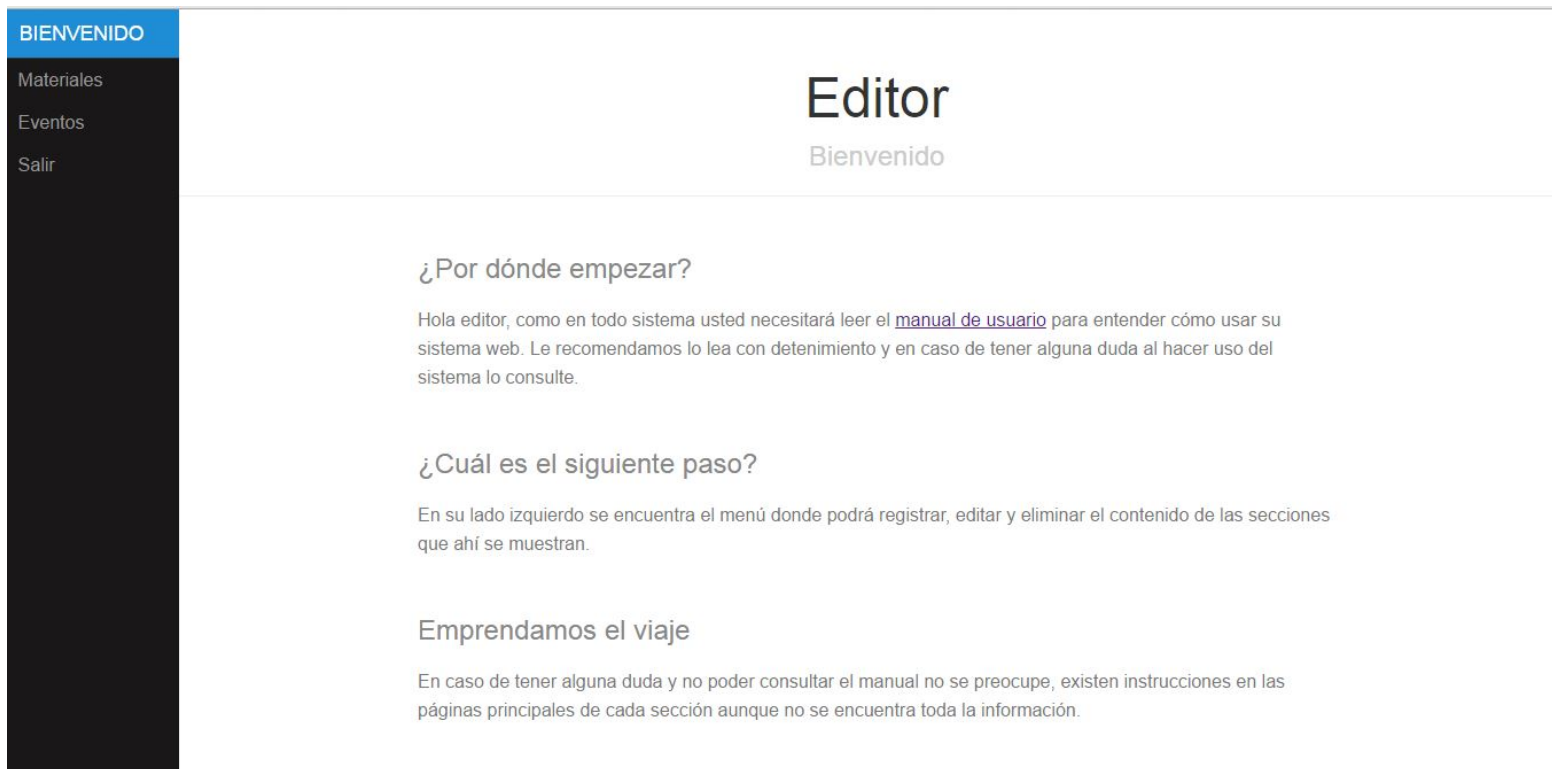 BIENVENIDO
Materiales
Eventos
Salir
Editor
Bienvenido
¿Por dónde empezar?
Hola editor, como en todo sistema usted necesitará leer el manual de usuario para entender cómo usar su
sistema web. Le recomendamos lo lea con detenimiento y en caso de tener alguna duda al hacer uso del
sistema lo consulte.
¿Cuál es el siguiente paso?
En su lado izquierdo se encuentra el menú donde podrá registrar, editar y eliminar el contenido de las secciones
que ahí se muestran.
Emprendamos el viaje
En caso de tener alguna duda y no poder consultar el manual no se preocupe, existen instrucciones en las
páginas principales de cada sección aunque no se encuentra toda la información.